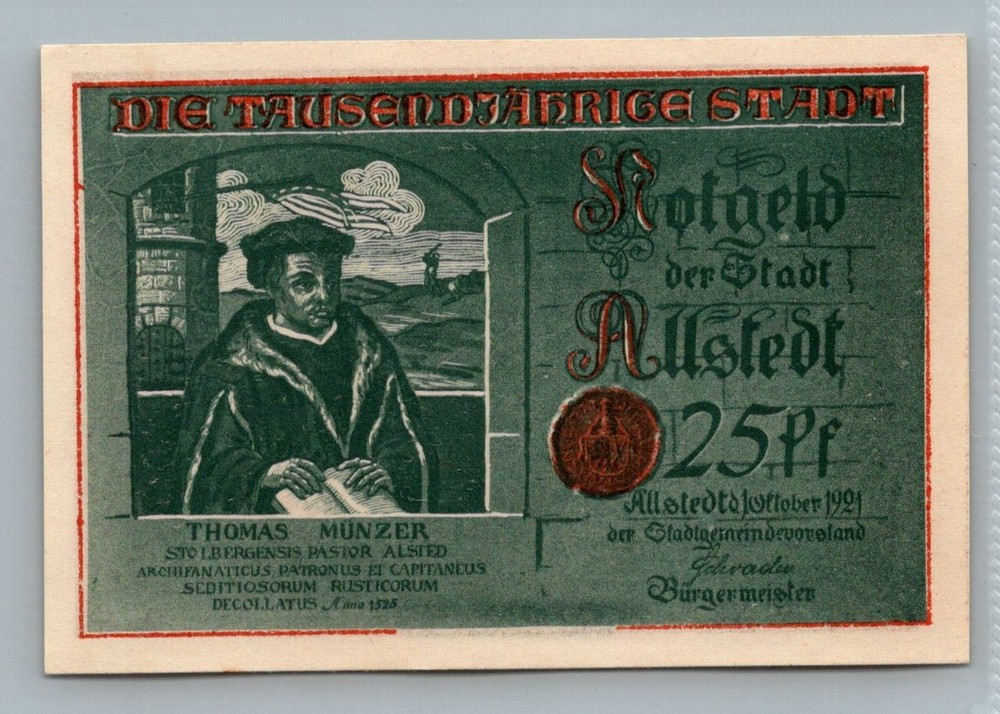 DIE TAUSENDJÄHRIGE STADT
Notgeld
der Stadt
Allstedt
25 Pf
Allstedt d. 1. Oktober 1921
der Stadtgemeindevorstand
Schrader
Bürgermeister
THOMAS MÜNZER
STOLBERGENSIS PASTOR ALSTED
ARCHIFANATICUS PATRONUS ET CAPITANEUS
SEDITIOSORUM RUSTICORUM
DECOLLATUS Anno 1525